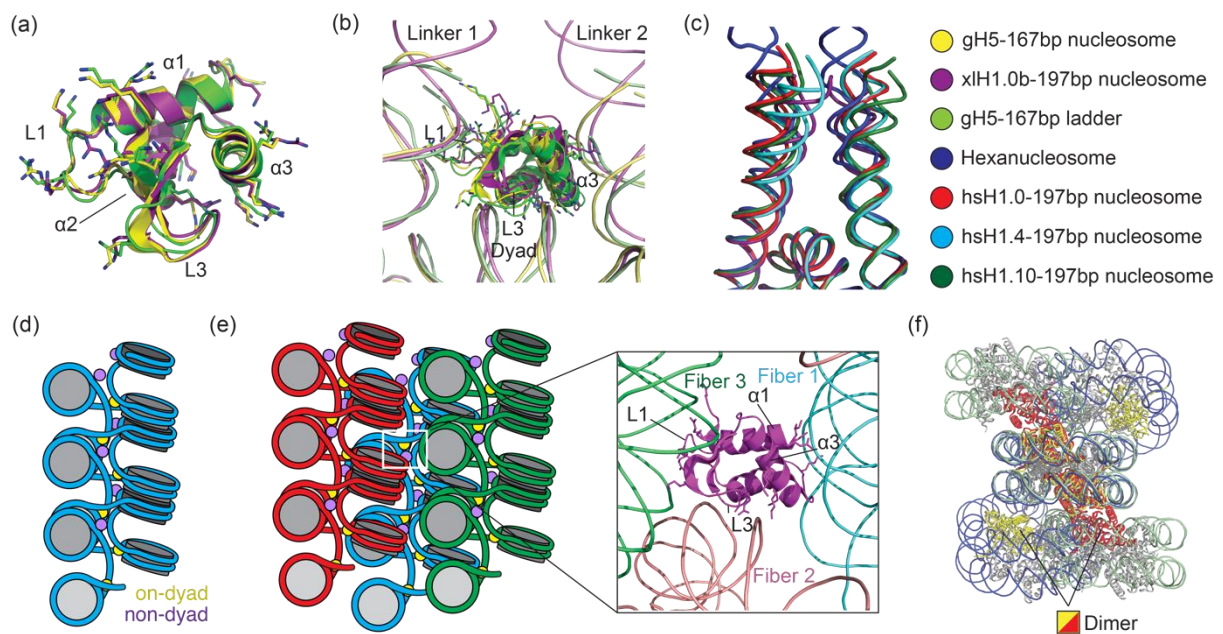 (a)
α1
L1
α3
α2
L3
(b)
Linker 1
Linker 2
L1
α3
L3
Dyad
(c)
gH5-167bp nucleosome
xlH1.0b-197bp nucleosome
gH5-167bp ladder
Hexanucleosome
hsH1.0-197bp nucleosome
hsH1.4-197bp nucleosome
hsH1.10-197bp nucleosome
(d)
on-dyad
non-dyad
(e)
Fiber 3
Fiber 1
α1
L1
α3
L3
Fiber 2
(f)
Dimer